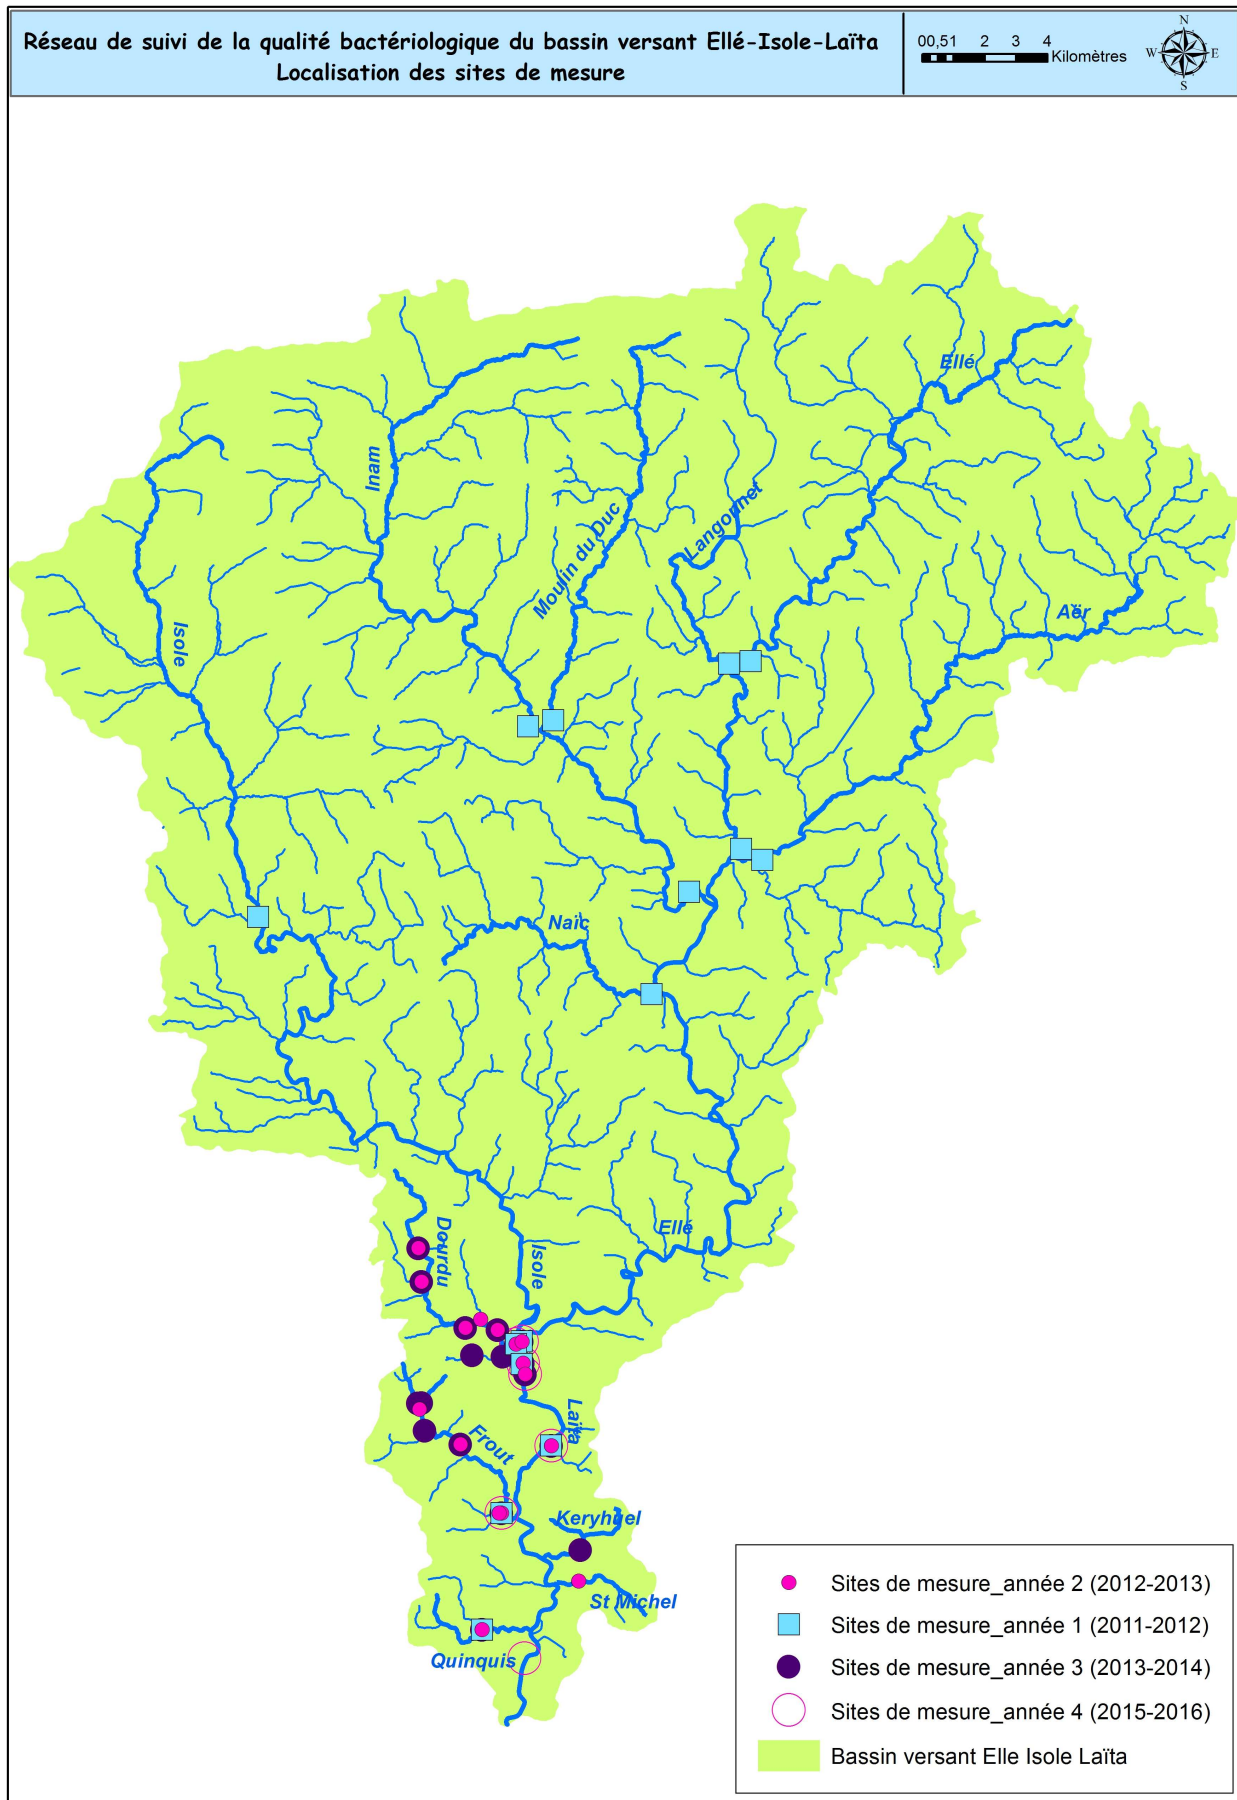 Réseau de suivi de la qualité bactériologique du bassin versant Ellé-Isole-Laïta
Localisation des sites de mesure
00,51 2 3 4
Kilomètres
N
W E
S
Ellé
Inam
Langonnet
Moulin du Duc
Aër
Isole
Naïc
Dourdu
Isole
Ellé
Laïta
Frout
Keryhuel
St Michel
Quinquis
Sites de mesure_année 2 (2012-2013)
Sites de mesure_année 1 (2011-2012)
Sites de mesure_année 3 (2013-2014)
Sites de mesure_année 4 (2015-2016)
Bassin versant Elle Isole Laïta